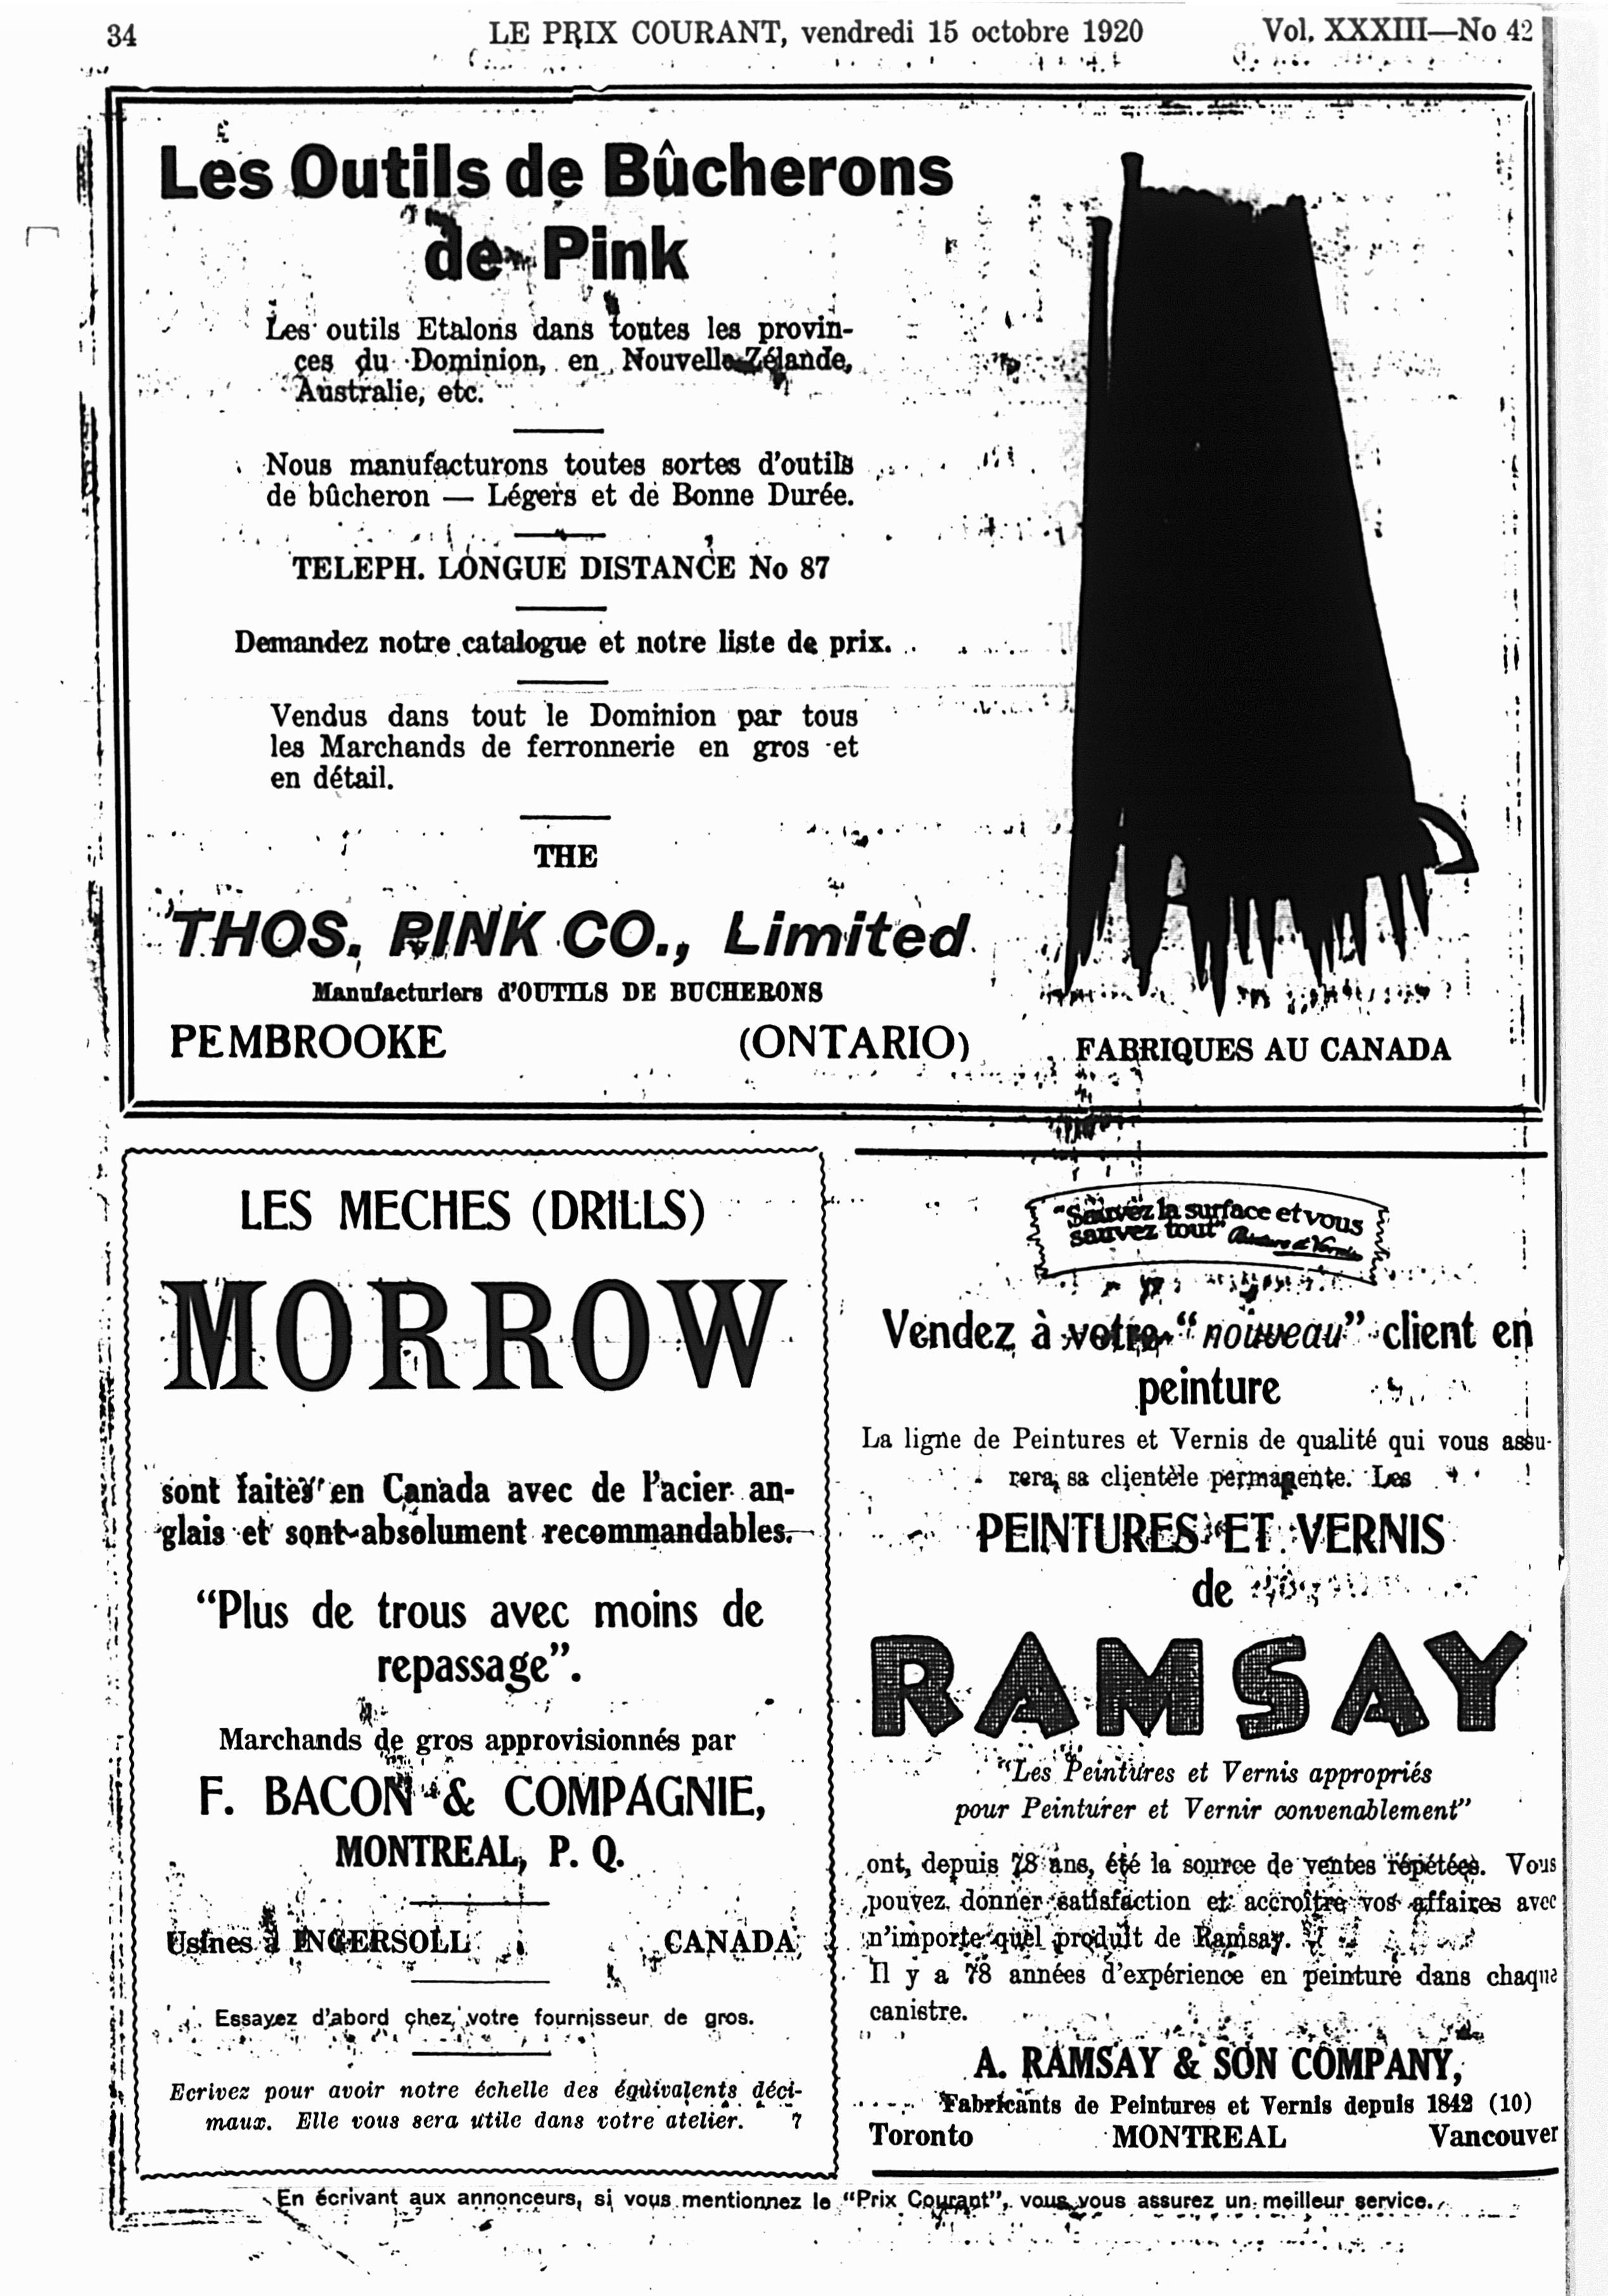 34 LE PRIX COURANT, vendredi 15 octobre 1920 Vol. XXXIII—No 42
Les Outils de Bûcherons
de Pink
Les outils Etalons dans toutes les provin-
ces du Dominion, en Nouvelle-Zélande,
Australie, etc.
Nous manufacturons toutes sortes d'outils
de bûcheron — Légers et de Bonne Durée.
TELEPH. LONGUE DISTANCE No 87
Demandez notre catalogue et notre liste de prix.
Vendus dans tout le Dominion par tous
les Marchands de ferronnerie en gros et
en détail.
THE
THOS. PINK CO., Limited
Manufacturiers d'OUTILS DE BUCHERONS
PEMBROOKE (ONTARIO)
FABRIQUES AU CANADA
LES MECHES (DRILLS)
MORROW
sont faites en Canada avec de l'acier an-
glais et sont absolument recommandables.
"Plus de trous avec moins de
repassage".
Marchands de gros approvisionnés par
F. BACON & COMPAGNIE,
MONTREAL, P. Q.
Usines à INGERSOLL CANADA
Essayez d'abord chez votre fournisseur de gros.
Ecrivez pour avoir notre échelle des équivalents déci-
maux. Elle vous sera utile dans votre atelier. 7
"Sauvez la surface et vous
sauvez tout" Peinture et Vernis
Vendez à votre "nouveau" client en
peinture
La ligne de Peintures et Vernis de qualité qui vous assu-
rera sa clientèle permanente. Les
PEINTURES ET VERNIS
de
RAMSAY
"Les Peintures et Vernis appropriés
pour Peinturer et Vernir convenablement"
ont, depuis 78 ans, été la source de ventes répétées. Vous
pouvez donner satisfaction et accroître vos affaires avec
n'importe quel produit de Ramsay.
Il y a 78 années d'expérience en peinture dans chaque
canistre.
A. RAMSAY & SON COMPANY,
Fabricants de Peintures et Vernis depuis 1842 (10)
Toronto MONTREAL Vancouver
En écrivant aux annonceurs, si vous mentionnez le "Prix Courant", vous vous assurez un meilleur service.